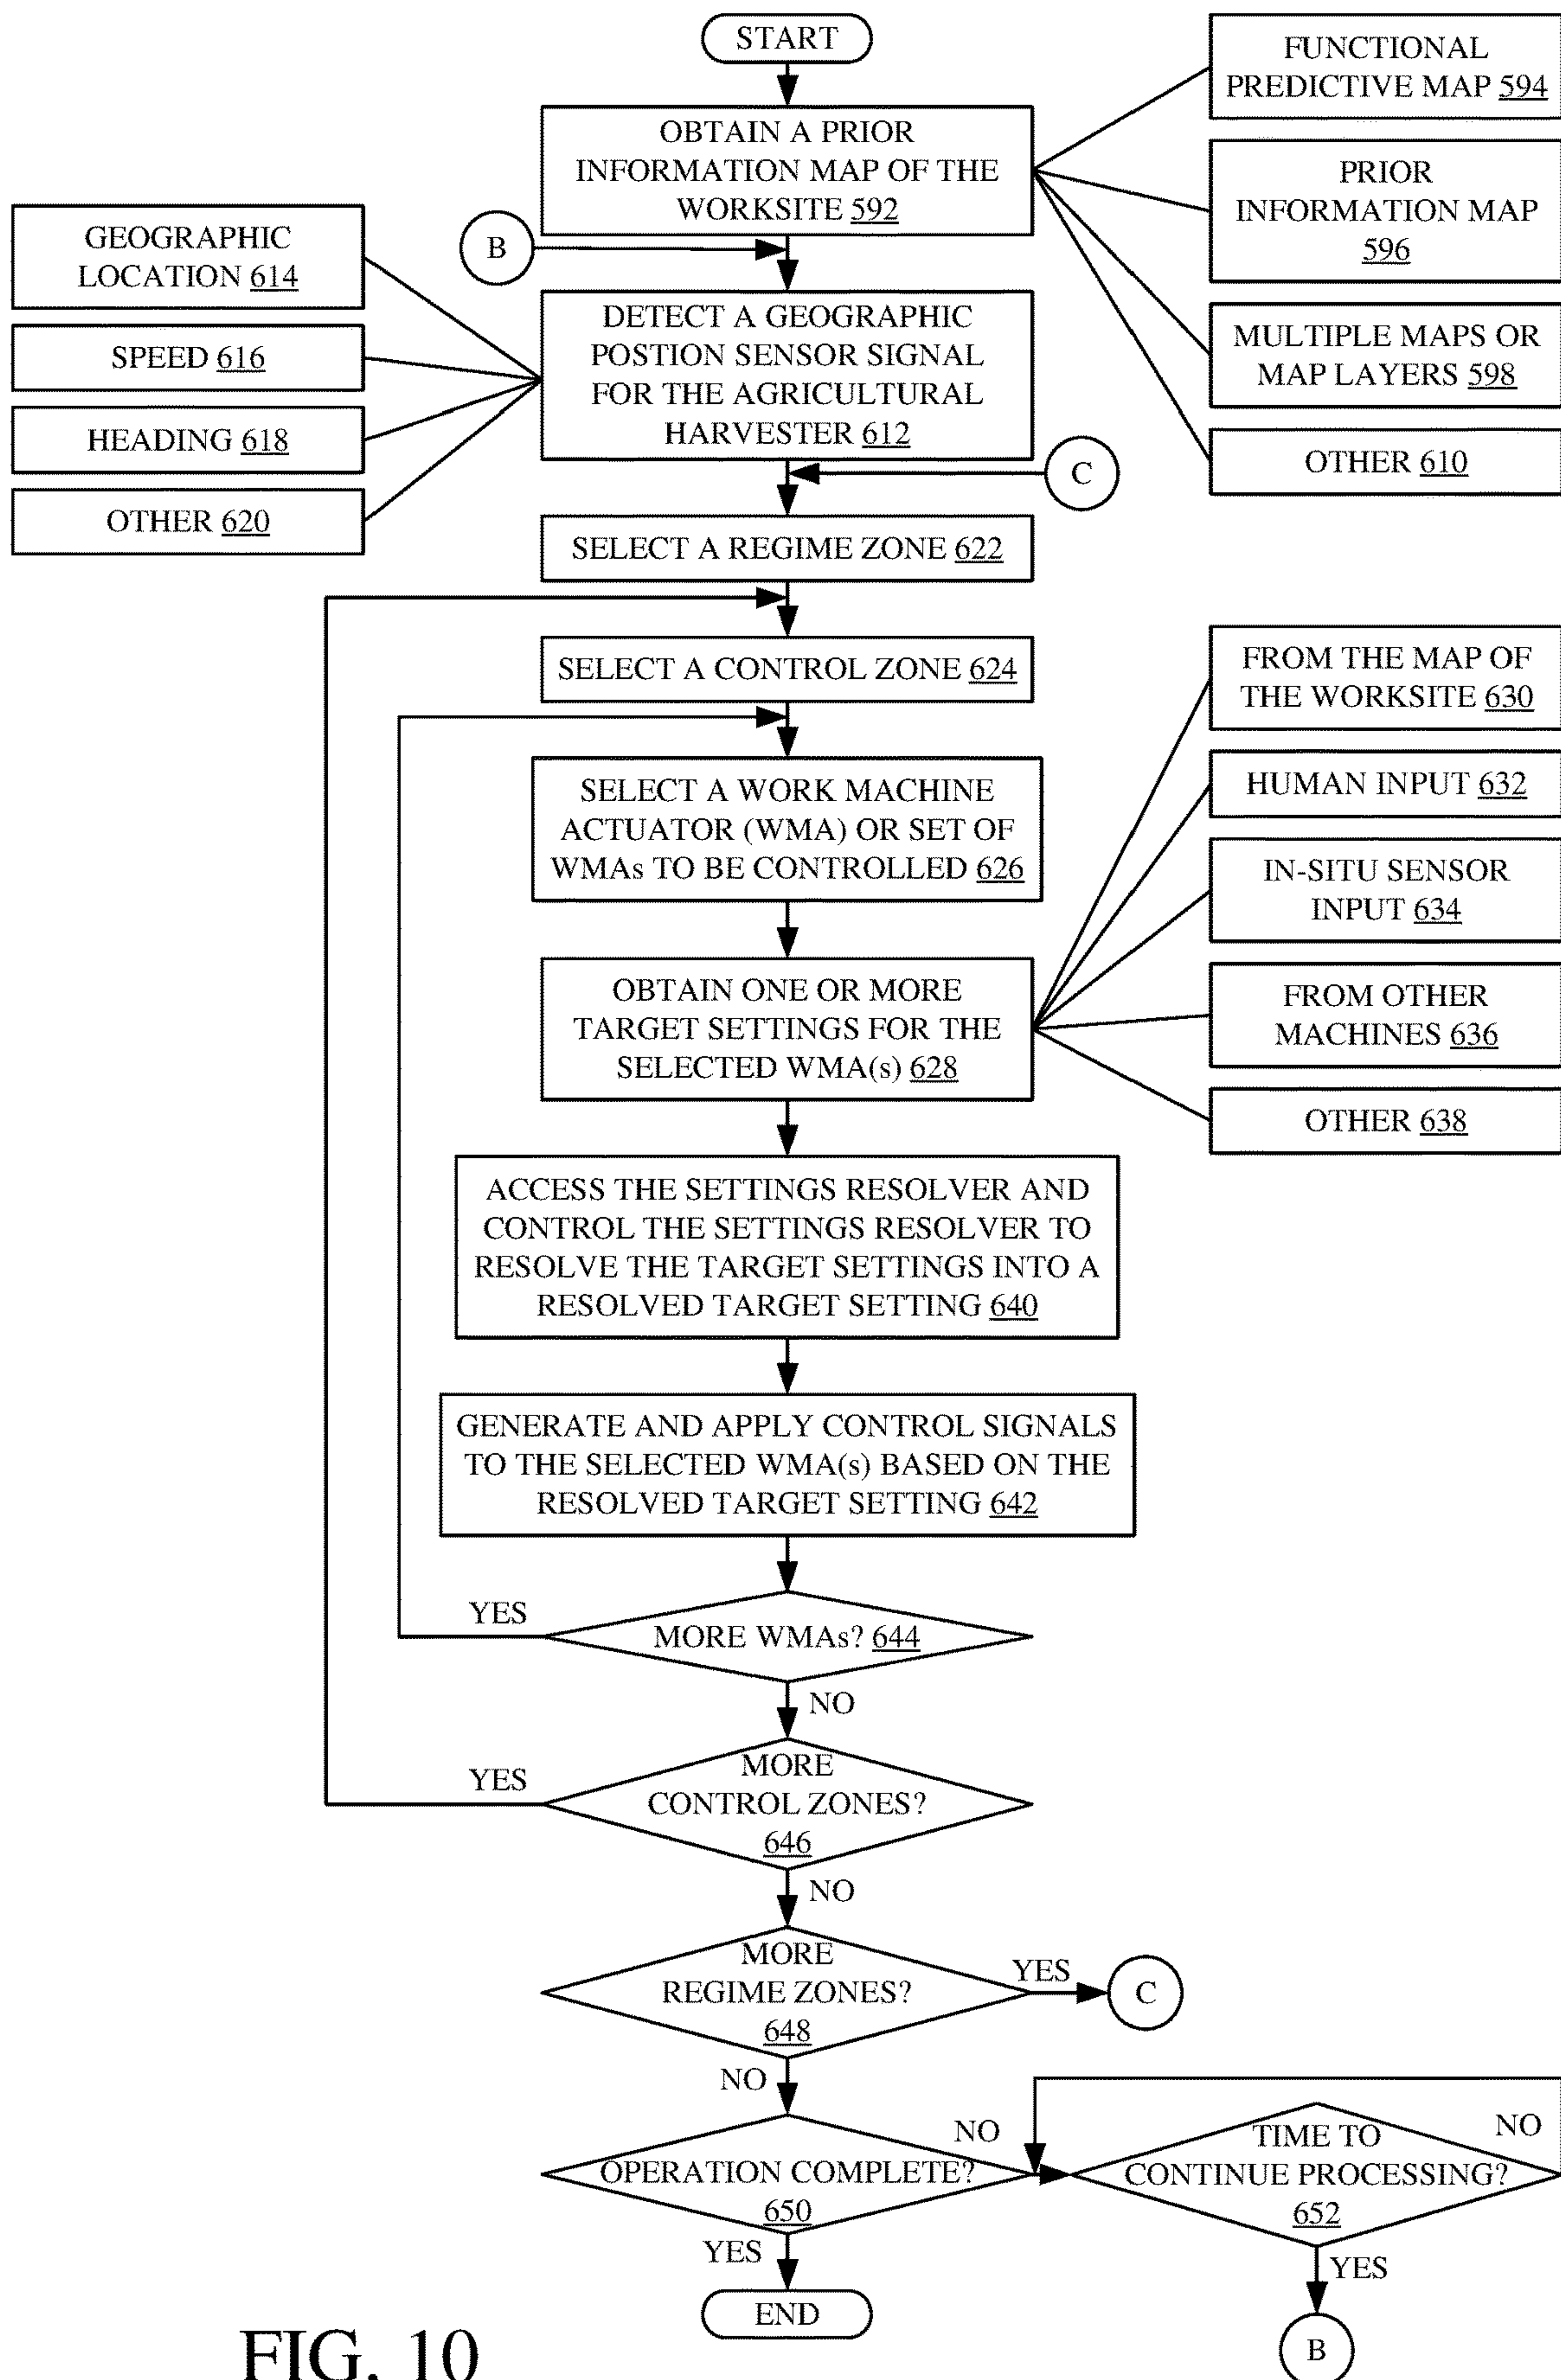 START
OBTAIN A PRIOR
INFORMATION MAP OF THE
WORKSITE 592
FUNCTIONAL
PREDICTIVE MAP 594
PRIOR
INFORMATION MAP
596
MULTIPLE MAPS OR
MAP LAYERS 598
OTHER 610
B
DETECT A GEOGRAPHIC
POSTION SENSOR SIGNAL
FOR THE AGRICULTURAL
HARVESTER 612
GEOGRAPHIC
LOCATION 614
SPEED 616
HEADING 618
OTHER 620
C
SELECT A REGIME ZONE 622
SELECT A CONTROL ZONE 624
SELECT A WORK MACHINE
ACTUATOR (WMA) OR SET OF
WMAs TO BE CONTROLLED 626
OBTAIN ONE OR MORE
TARGET SETTINGS FOR THE
SELECTED WMA(s) 628
FROM THE MAP OF
THE WORKSITE 630
HUMAN INPUT 632
IN-SITU SENSOR
INPUT 634
FROM OTHER
MACHINES 636
OTHER 638
ACCESS THE SETTINGS RESOLVER AND
CONTROL THE SETTINGS RESOLVER TO
RESOLVE THE TARGET SETTINGS INTO A
RESOLVED TARGET SETTING 640
GENERATE AND APPLY CONTROL SIGNALS
TO THE SELECTED WMA(s) BASED ON THE
RESOLVED TARGET SETTING 642
YES
MORE WMAs? 644
NO
YES
MORE
CONTROL ZONES?
646
NO
MORE
REGIME ZONES?
648
YES
C
NO
OPERATION COMPLETE?
650
NO
TIME TO
CONTINUE PROCESSING?
652
NO
YES
END
YES
B
FIG. 10